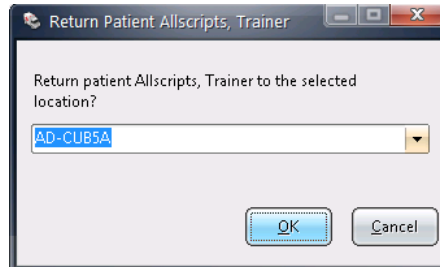 Return Patient Allscripts, Trainer
Return patient Allscripts, Trainer to the selected
location?
AD-CUB5A
OK
Cancel